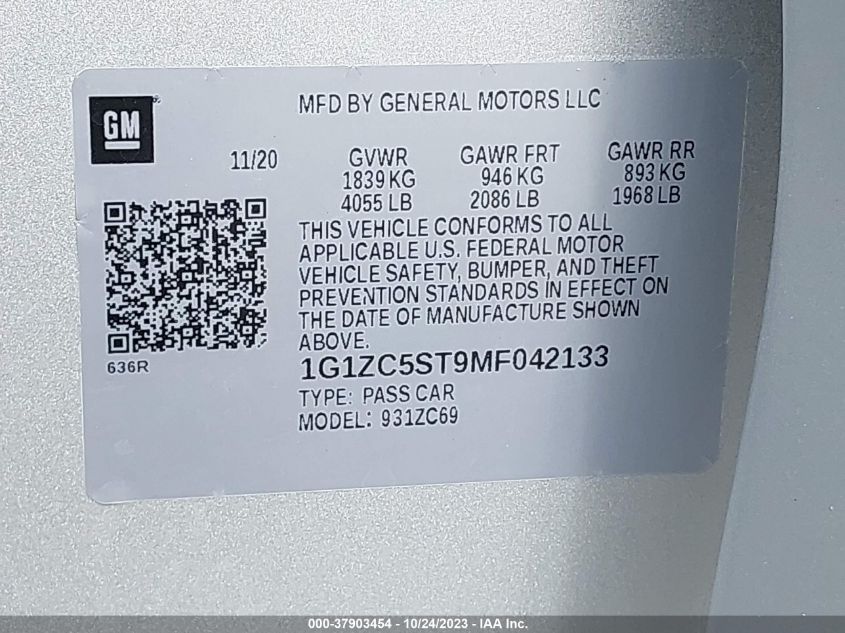 GM
MFD BY GENERAL MOTORS LLC
11/20
GVWR
1839 KG
4055 LB
GAWR FRT
946 KG
2086 LB
GAWR RR
893 KG
1968 LB
THIS VEHICLE CONFORMS TO ALL
APPLICABLE U.S. FEDERAL MOTOR
VEHICLE SAFETY, BUMPER, AND THEFT
PREVENTION STANDARDS IN EFFECT ON
THE DATE OF MANUFACTURE SHOWN
ABOVE.
636R
1G1ZC5ST9MF042133
TYPE: PASS CAR
MODEL: 931ZC69
000-37903454 - 10/24/2023 - IAA Inc.